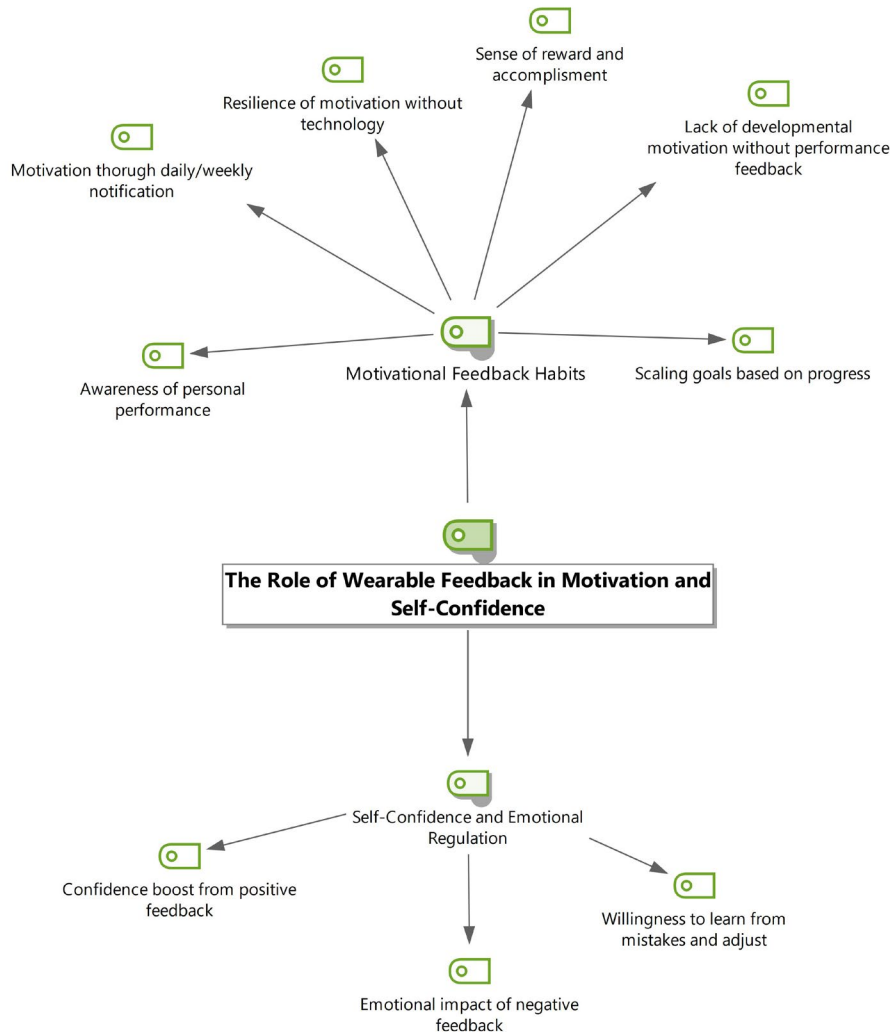 Sense of reward and
accomplisment
Resilience of motivation without
technology
Lack of developmental
motivation without performance
feedback
Motivation thorugh daily/weekly
notification
Awareness of personal
performance
Motivational Feedback Habits
Scaling goals based on progress
The Role of Wearable Feedback in Motivation and
Self-Confidence
Self-Confidence and Emotional
Regulation
Confidence boost from positive
feedback
Willingness to learn from
mistakes and adjust
Emotional impact of negative
feedback